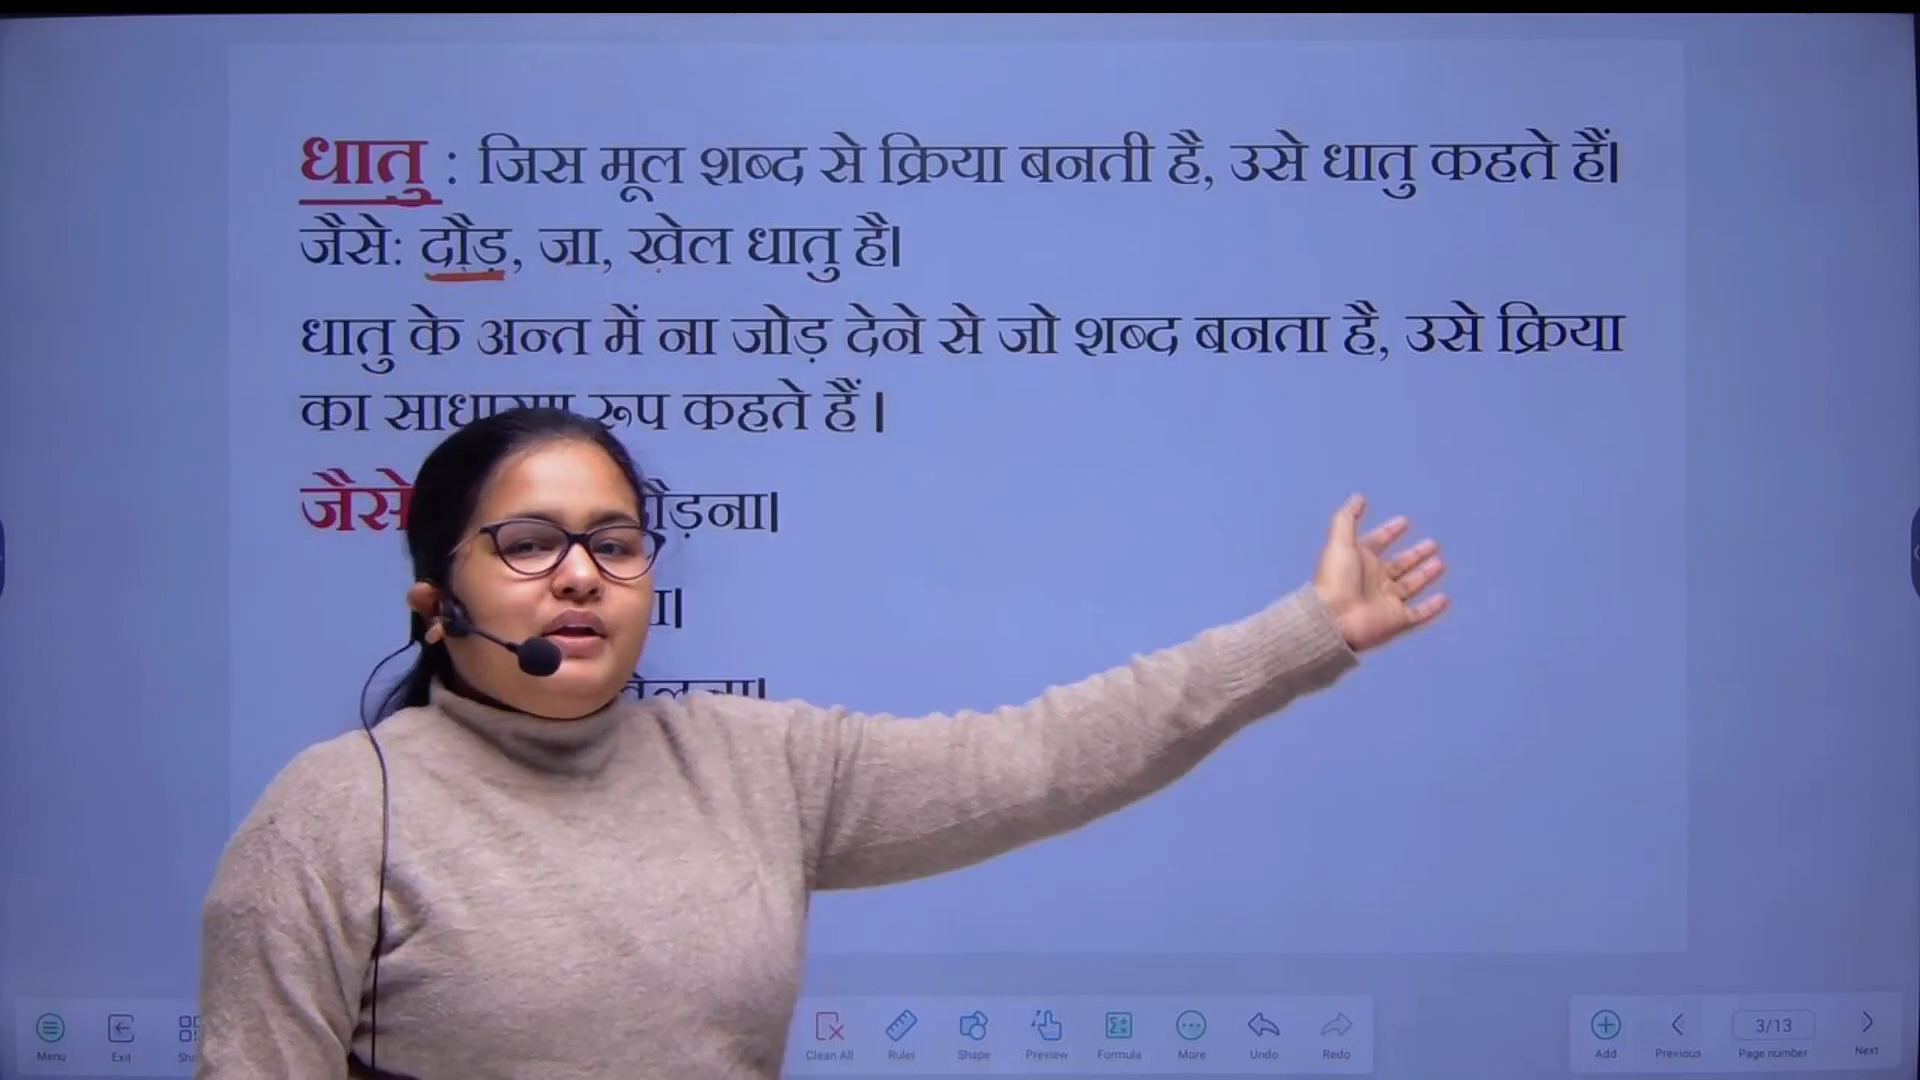 धातु : जिस मूल शब्द से क्रिया बनती है, उसे धातु कहते हैं।
जैसे: दौड़, जा, खेल धातु है।
धातु के अन्त में ना जोड़ देने से जो शब्द बनता है, उसे क्रिया
का साधारण रूप कहते हैं ।
जैसे दौड़ना।
Menu Exit Clean All Ruler Shape Preview Formula More Undo Redo Add Previous 3/13 Page number Next